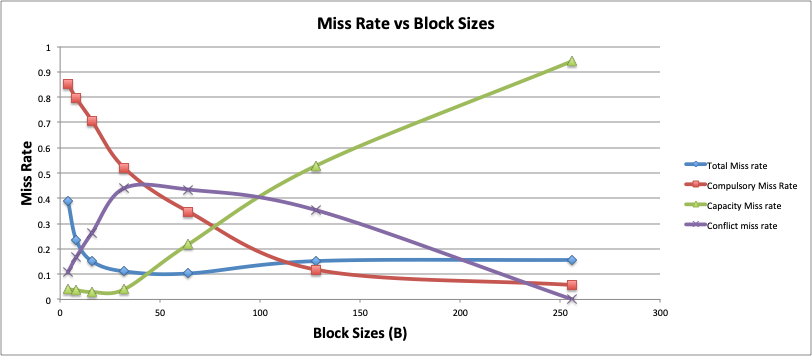 Miss Rate vs Block Sizes
1
0.9
0.8
0.7
0.6
0.5
0.4
0.3
0.2
0.1
0
Miss Rate
0 50 100 150 200 250 300
Block Sizes (B)
Total Miss rate
Compulsory Miss Rate
Capacity Miss rate
Conflict miss rate